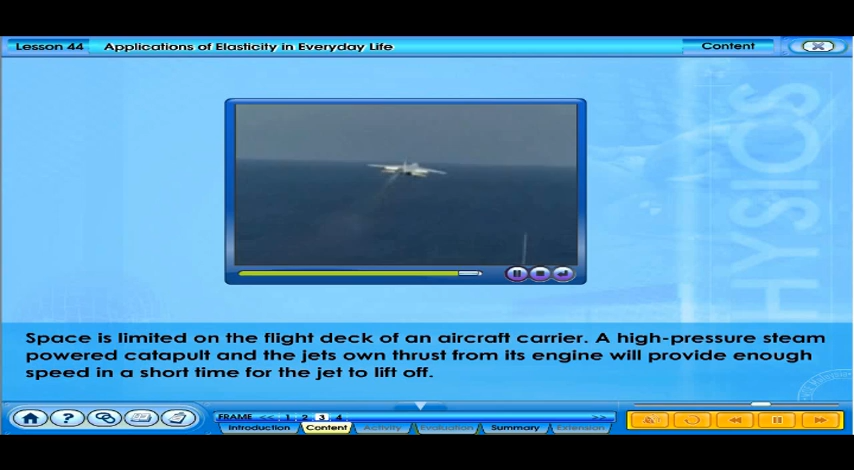 Lesson 44 Applications of Elasticity in Everyday Life Content
PHYSICS
Space is limited on the flight deck of an aircraft carrier. A high-pressure steam
powered catapult and the jets own thrust from its engine will provide enough
speed in a short time for the jet to lift off.
FRAME << 1 2 3 4 >>
Introduction Content Activity Evaluation Summary Extension